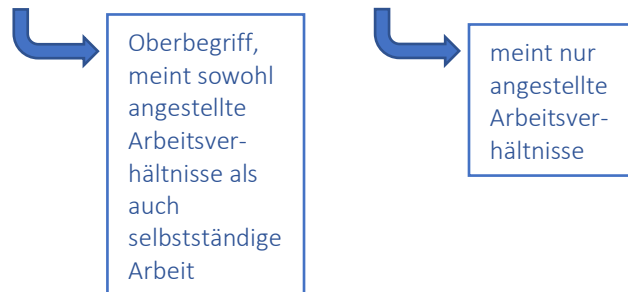 Oberbegriff,
meint sowohl
angestellte
Arbeitsver-
hältnisse als
auch
selbstständige
Arbeit
meint nur
angestellte
Arbeitsver-
hältnisse